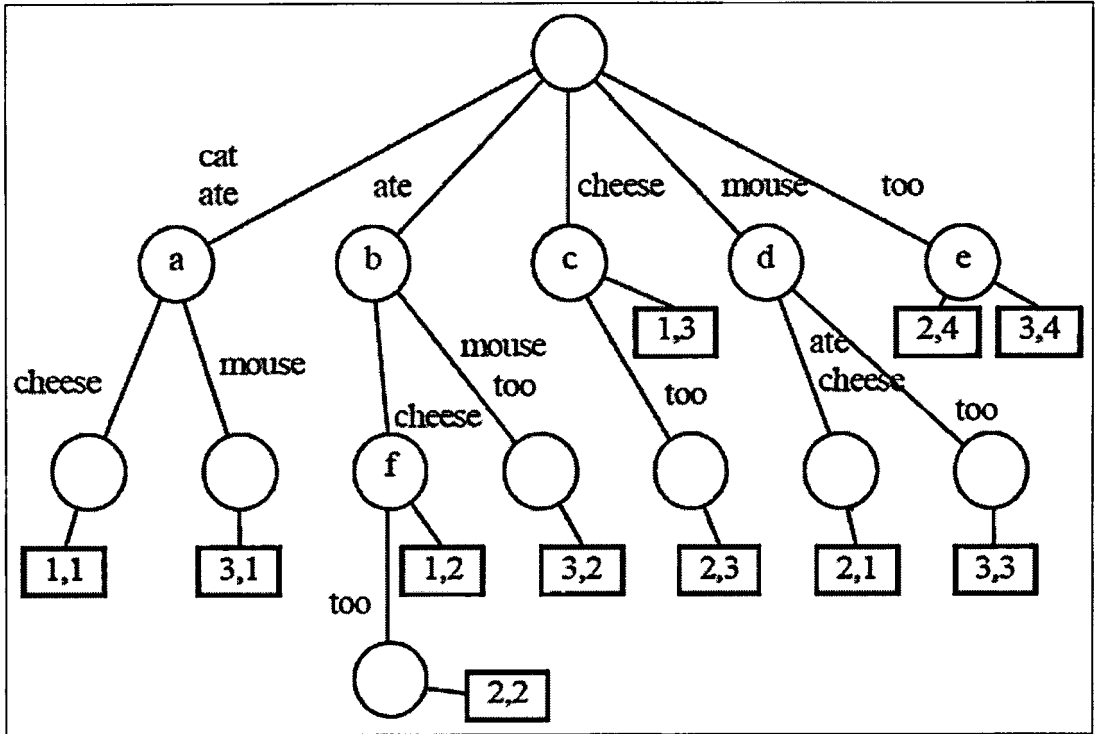 cat
ate
ate
cheese
mouse
too
a
b
c
d
e
1,3
2,4
3,4
cheese
mouse
mouse
too
cheese
too
ate
cheese
too
f
1,1
3,1
1,2
3,2
2,3
2,1
3,3
too
2,2